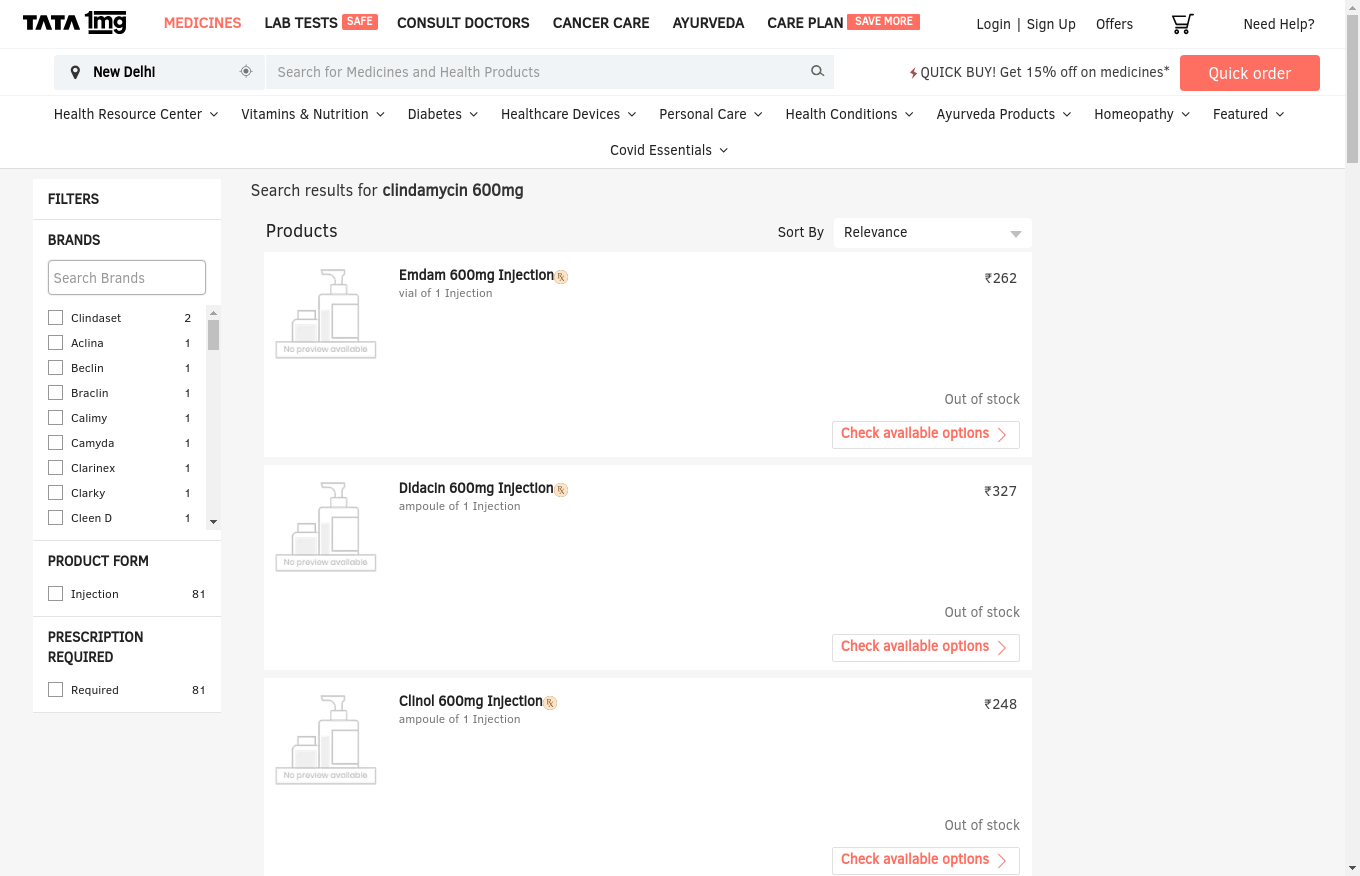 TATA 1mg
MEDICINES LAB TESTS SAFE CONSULT DOCTORS CANCER CARE AYURVEDA CARE PLAN SAVE MORE Login | Sign Up Offers Need Help?
New Delhi Search for Medicines and Health Products QUICK BUY! Get 15% off on medicines* Quick order
Health Resource Center Vitamins & Nutrition Diabetes Healthcare Devices Personal Care Health Conditions Ayurveda Products Homeopathy Featured
Covid Essentials
FILTERS
BRANDS
Search Brands
Clindaset 2
Aclina 1
Beclin 1
Braclin 1
Calimy 1
Camyda 1
Clarinex 1
Clarky 1
Cleen D 1
PRODUCT FORM
Injection 81
PRESCRIPTION
REQUIRED
Required 81
Search results for clindamycin 600mg
Products Sort By Relevance
Emdam 600mg Injection Rx ₹262
vial of 1 Injection
No preview available
Out of stock
Check available options
Didacin 600mg Injection Rx ₹327
ampoule of 1 Injection
No preview available
Out of stock
Check available options
Clinol 600mg Injection Rx ₹248
ampoule of 1 Injection
No preview available
Out of stock
Check available options